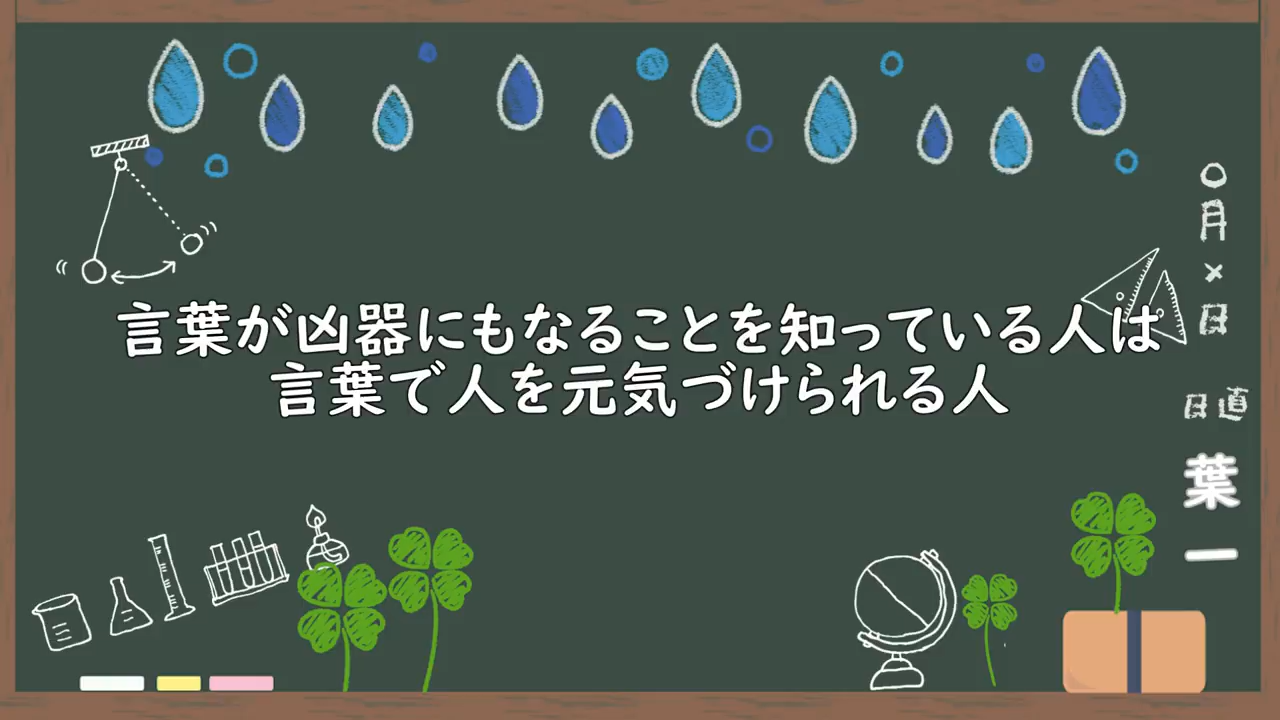 言葉が凶器にもなることを知っている人は
言葉で人を元気づけられる人
〇月×日
日直
葉一